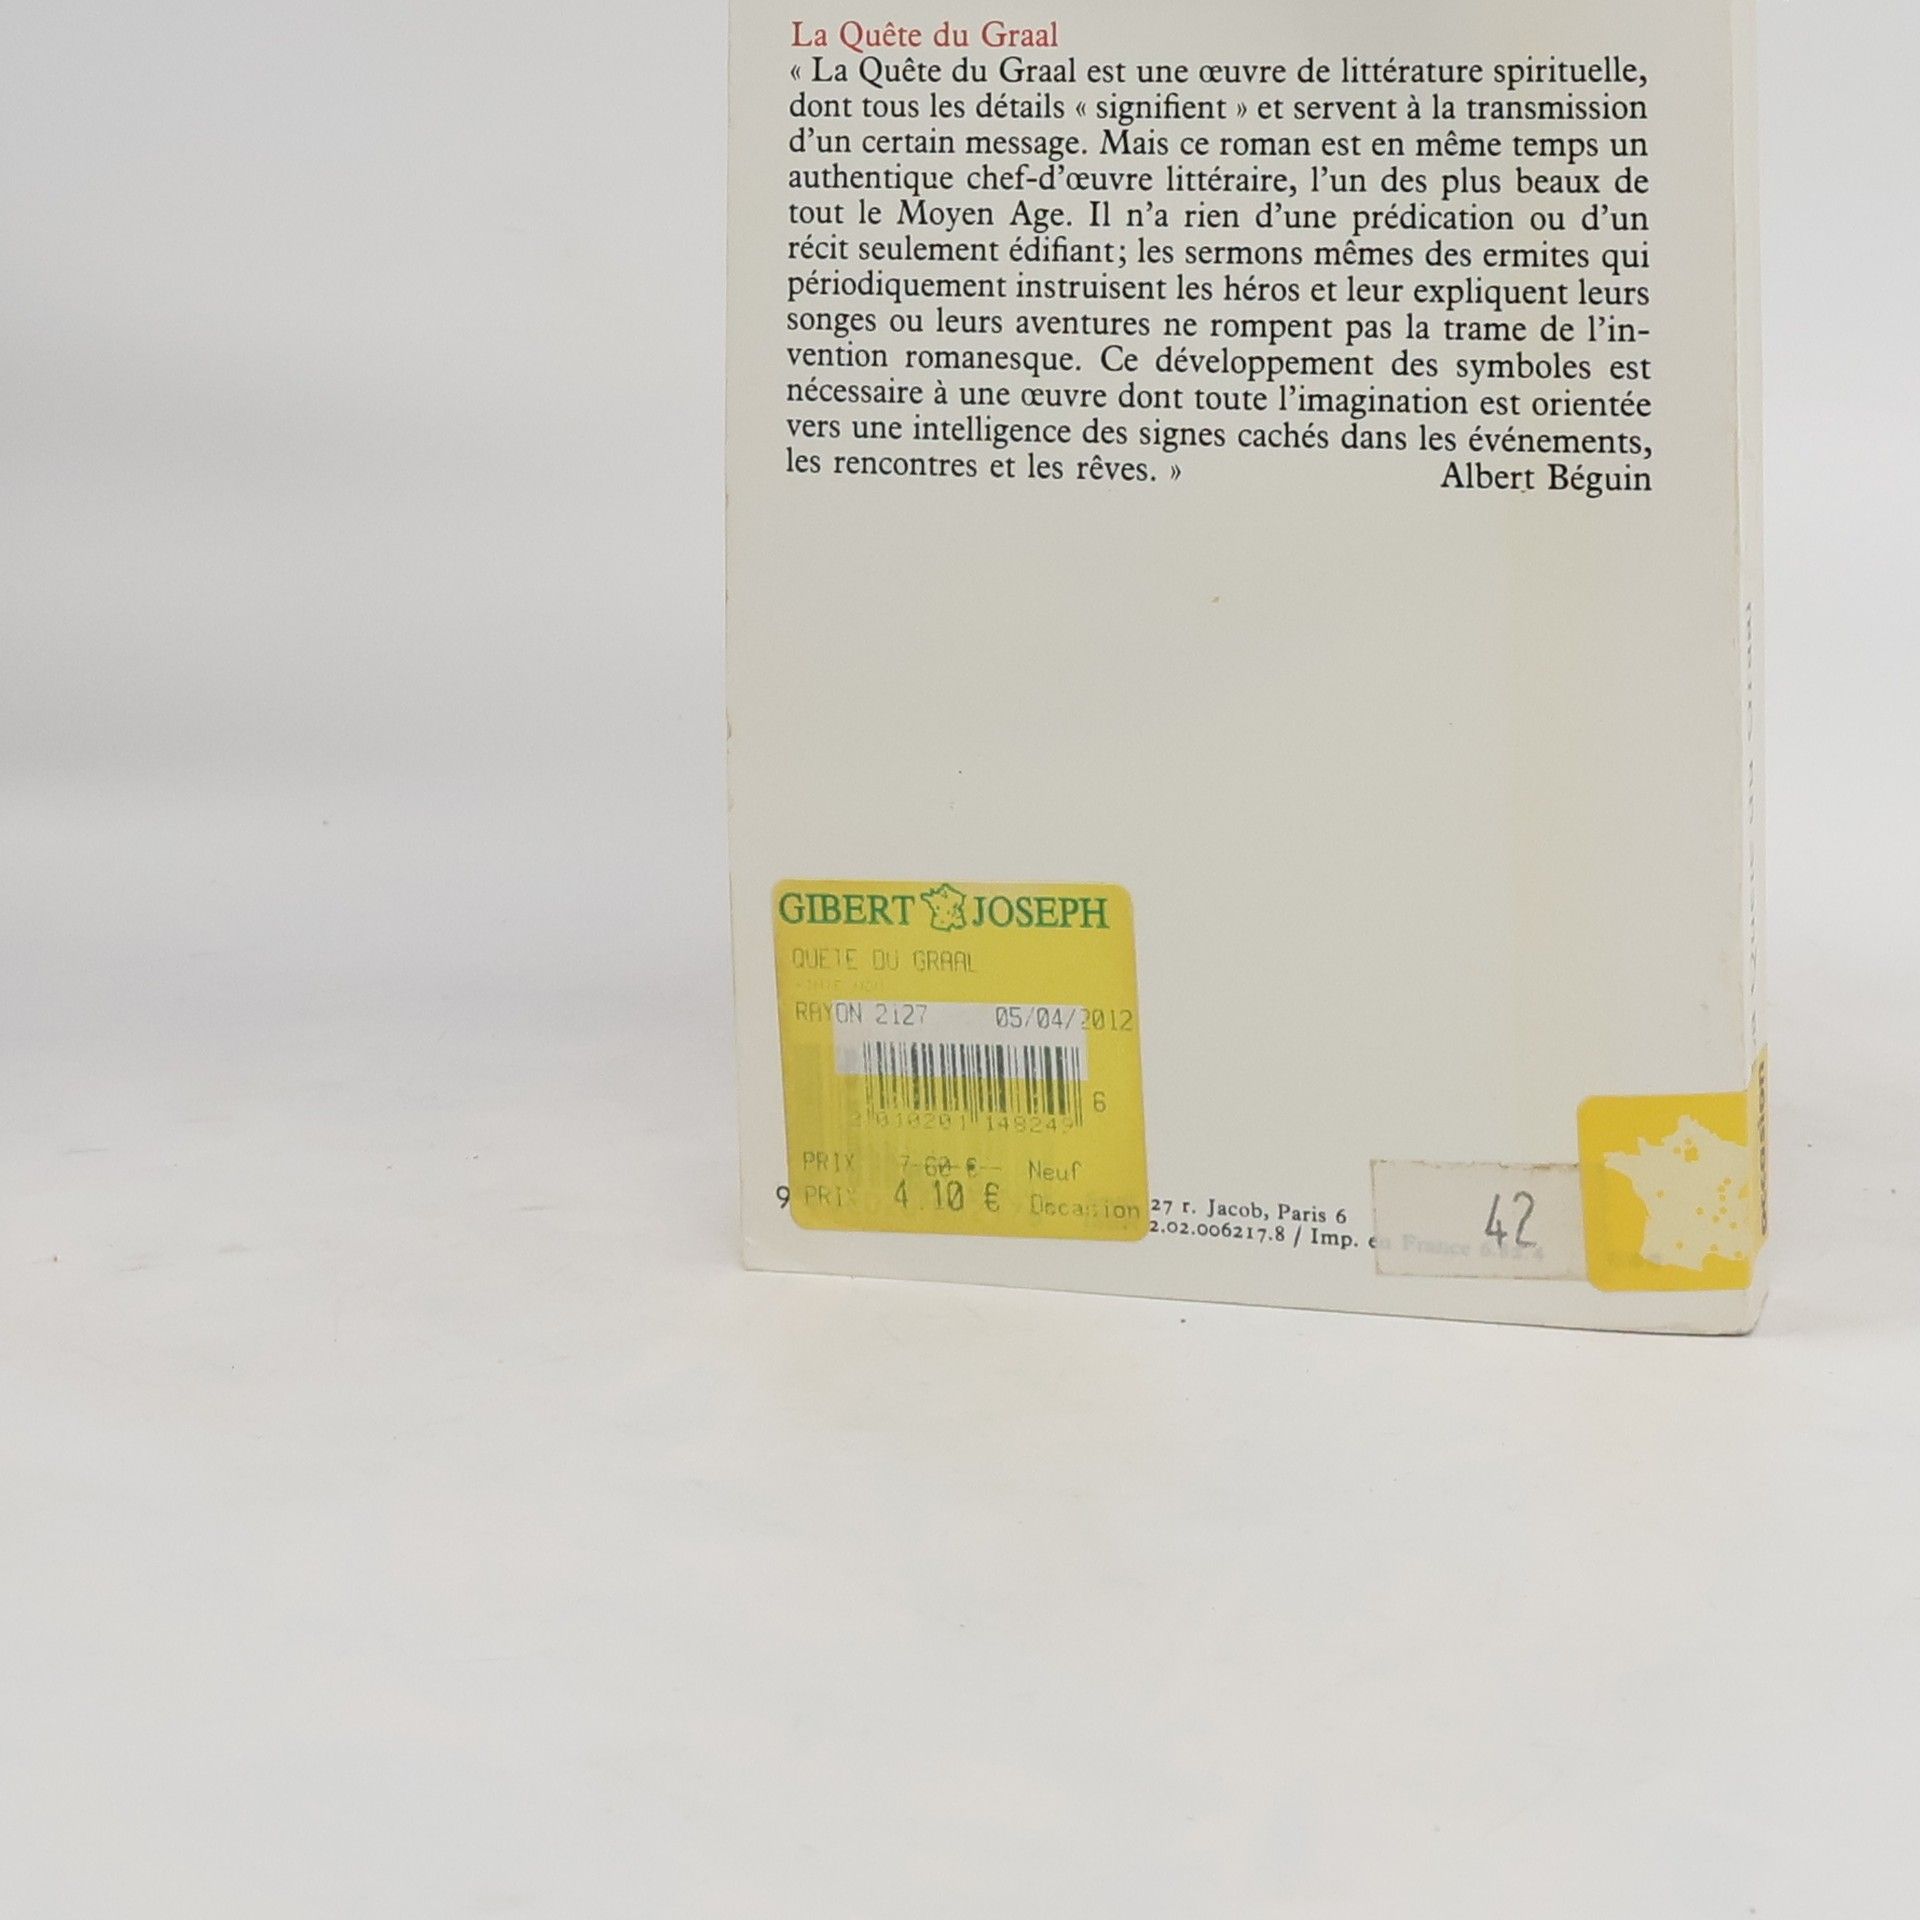 La Quête du Graal
« La Quête du Graal est une œuvre de littérature spirituelle,
dont tous les détails « signifient » et servent à la transmission
d'un certain message. Mais ce roman est en même temps un
authentique chef-d'œuvre littéraire, l'un des plus beaux de
tout le Moyen Age. Il n'a rien d'une prédication ou d'un
récit seulement édifiant; les sermons mêmes des ermites qui
périodiquement instruisent les héros et leur expliquent leurs
songes ou leurs aventures ne rompent pas la trame de l'in-
vention romanesque. Ce développement des symboles est
nécessaire à une œuvre dont toute l'imagination est orientée
vers une intelligence des signes cachés dans les événements,
les rencontres et les rêves. »
Albert Béguin
GIBERT JOSEPH
QUETE DU GRAAL
RAYON 2127 05/04/2012
6
PRIX 7.60 € Neuf
9 PRIX 4.10 € Occasion
27 r. Jacob, Paris 6
2.02.006217.8 / Imp. en France
42
occasion